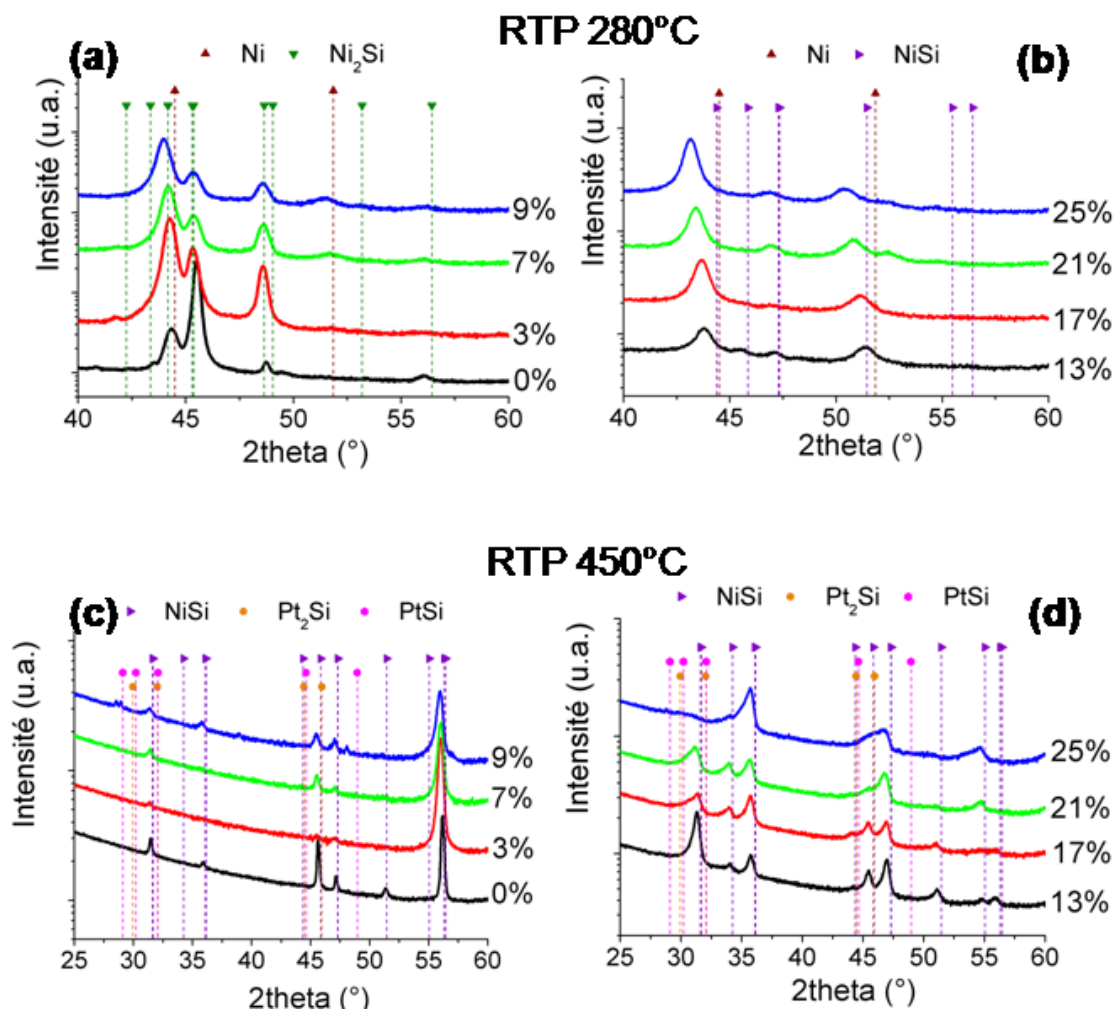 RTP 280ºC
(a)
Ni Ni₂Si
Intensité (u.a.)
9%
7%
3%
0%
40 45 50 55 60
2theta (°)
(b)
Ni NiSi
Intensité (u.a.)
25%
21%
17%
13%
40 45 50 55 60
2theta (°)
RTP 450ºC
(c)
NiSi Pt₂Si PtSi
Intensité (u.a.)
9%
7%
3%
0%
25 30 35 40 45 50 55 60
2theta (°)
(d)
NiSi Pt₂Si PtSi
Intensité (u.a.)
25%
21%
17%
13%
25 30 35 40 45 50 55 60
2theta (°)